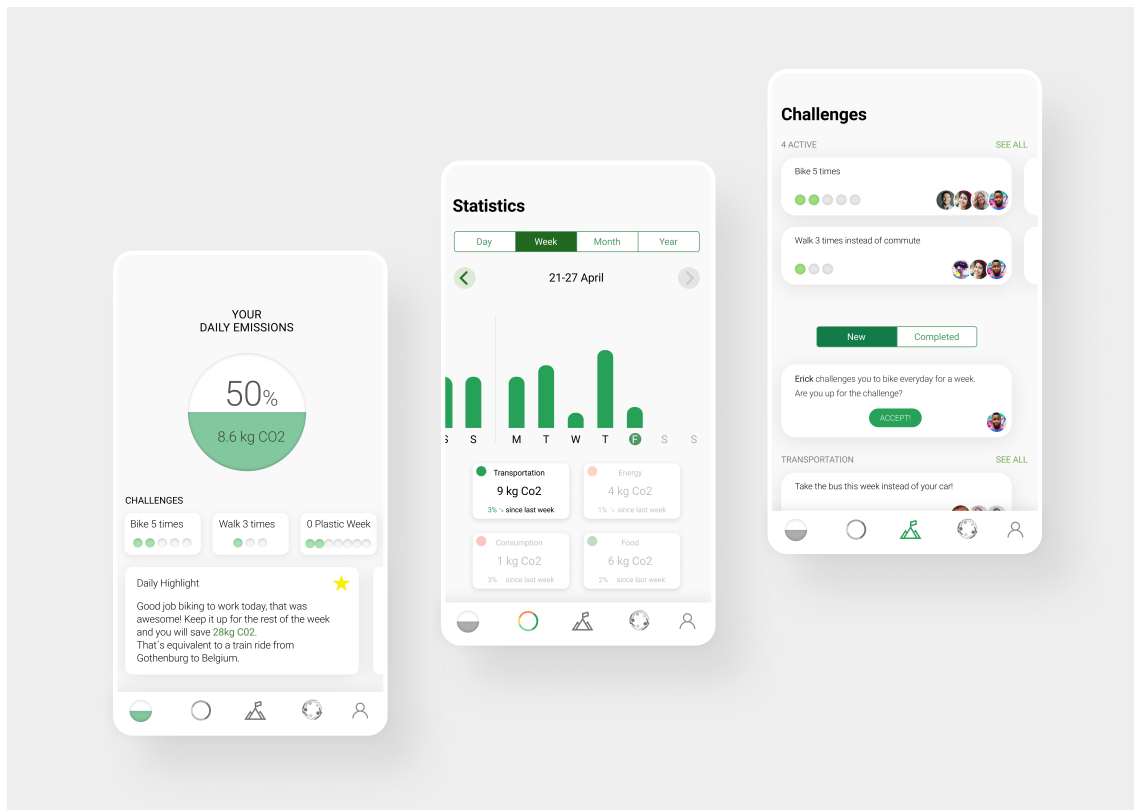 YOUR
DAILY EMISSIONS
50%
8.6 kg CO2
CHALLENGES
Bike 5 times
Walk 3 times
0 Plastic Week
Daily Highlight
Good job biking to work today, that was
awesome! Keep it up for the rest of the week
and you will save 28kg C02.
That´s equivalent to a train ride from
Gothenburg to Belgium.
Statistics
Day Week Month Year
21-27 April
S S M T W T F S S
Transportation
9 kg Co2
3% ↘ since last week
Energy
4 kg Co2
1% ↘ since last week
Consumption
1 kg Co2
3% since last week
Food
6 kg Co2
2% since last week
Challenges
4 ACTIVE SEE ALL
Bike 5 times
Walk 3 times instead of commute
New Completed
Erick challenges you to bike everyday for a week.
Are you up for the challenge?
ACCEPT!
TRANSPORTATION SEE ALL
Take the bus this week instead of your car!